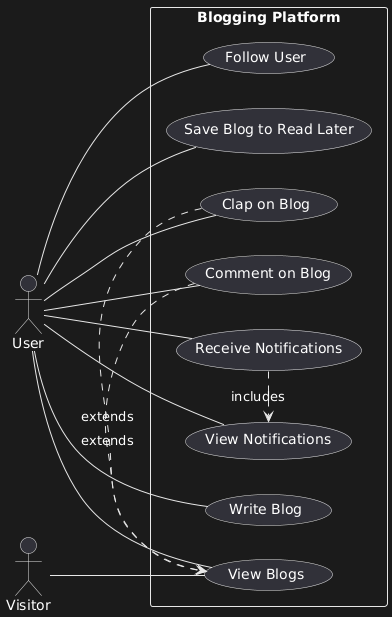 Blogging Platform
Follow User
Save Blog to Read Later
Clap on Blog
Comment on Blog
User
Receive Notifications
includes
extends
extends
View Notifications
Write Blog
View Blogs
Visitor